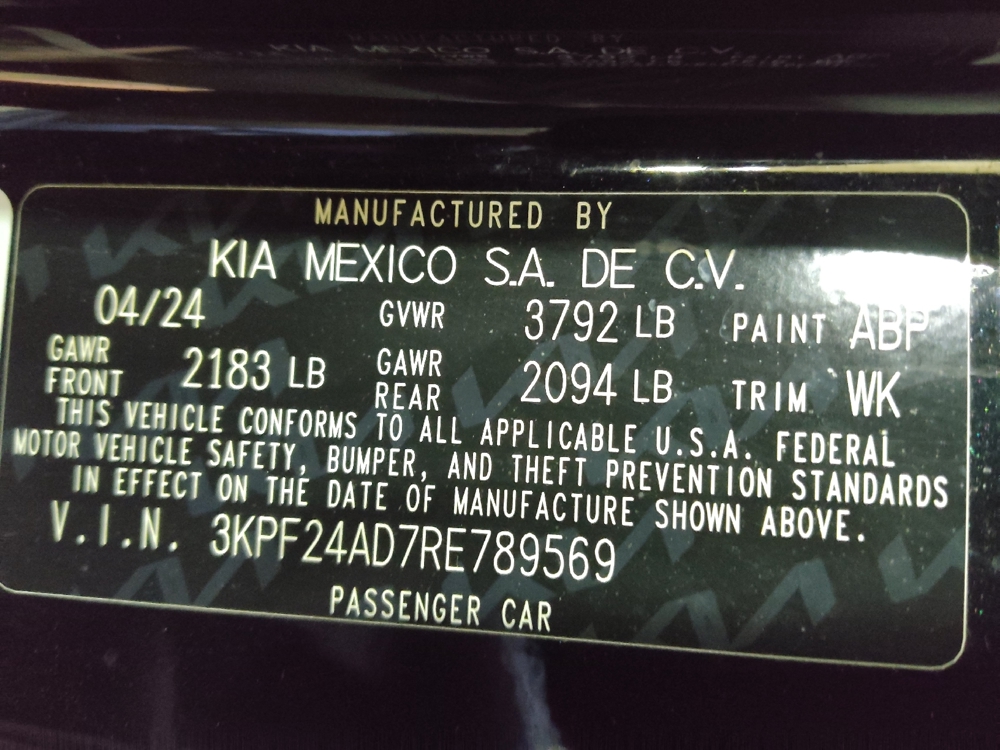 MANUFACTURED BY
KIA MEXICO S.A. DE C.V.
04/24 GVWR 3792 LB PAINT ABP
GAWR FRONT 2183 LB GAWR REAR 2094 LB TRIM WK
THIS VEHICLE CONFORMS TO ALL APPLICABLE U.S.A. FEDERAL
MOTOR VEHICLE SAFETY, BUMPER, AND THEFT PREVENTION STANDARDS
IN EFFECT ON THE DATE OF MANUFACTURE SHOWN ABOVE.
V.I.N. 3KPF24AD7RE789569
PASSENGER CAR